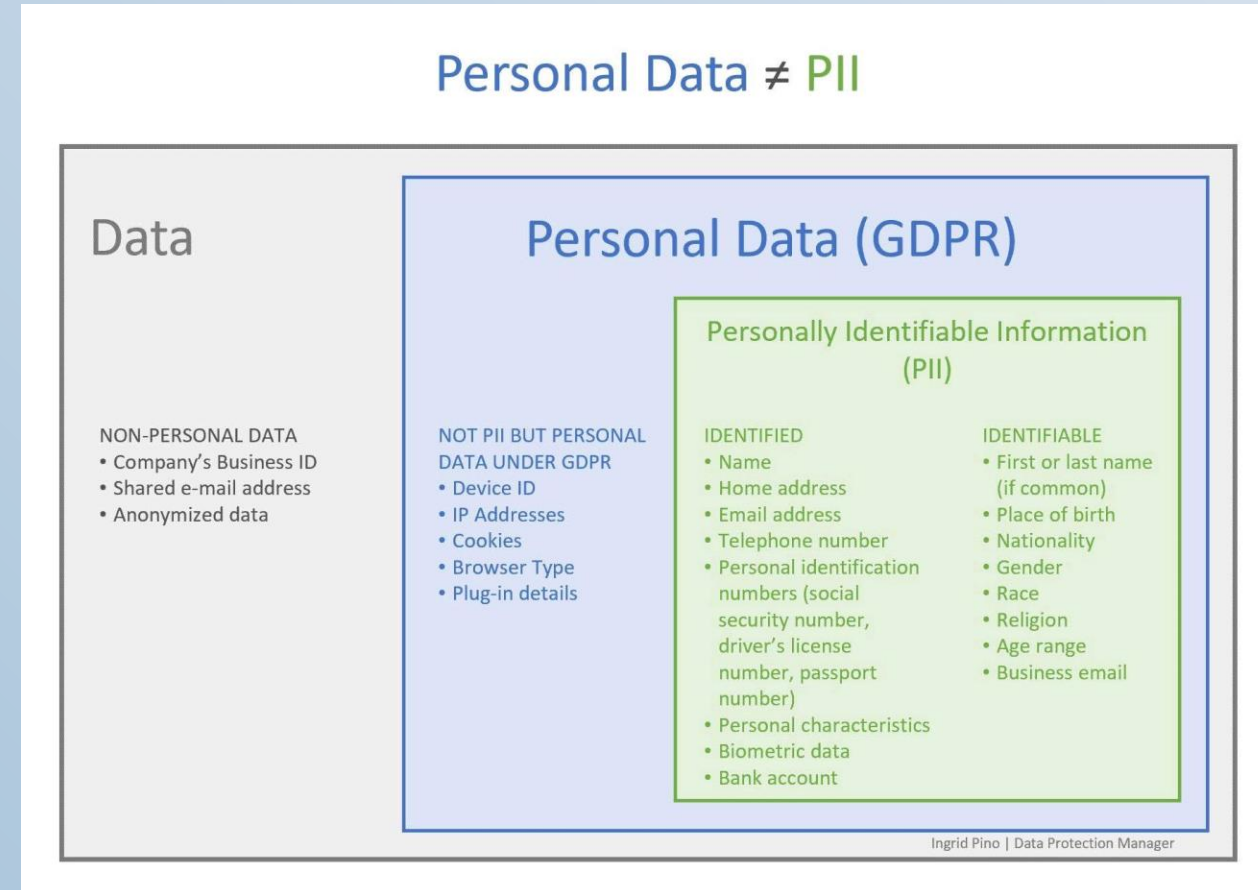 Personal Data ≠ PII
Data
Personal Data (GDPR)
Personally Identifiable Information
(PII)
NON-PERSONAL DATA
• Company's Business ID
• Shared e-mail address
• Anonymized data
NOT PII BUT PERSONAL
DATA UNDER GDPR
• Device ID
• IP Addresses
• Cookies
• Browser Type
• Plug-in details
IDENTIFIED
• Name
• Home address
• Email address
• Telephone number
• Personal identification
numbers (social
security number,
driver's license
number, passport
number)
• Personal characteristics
• Biometric data
• Bank account
IDENTIFIABLE
• First or last name
(if common)
• Place of birth
• Nationality
• Gender
• Race
• Religion
• Age range
• Business email
Ingrid Pino | Data Protection Manager